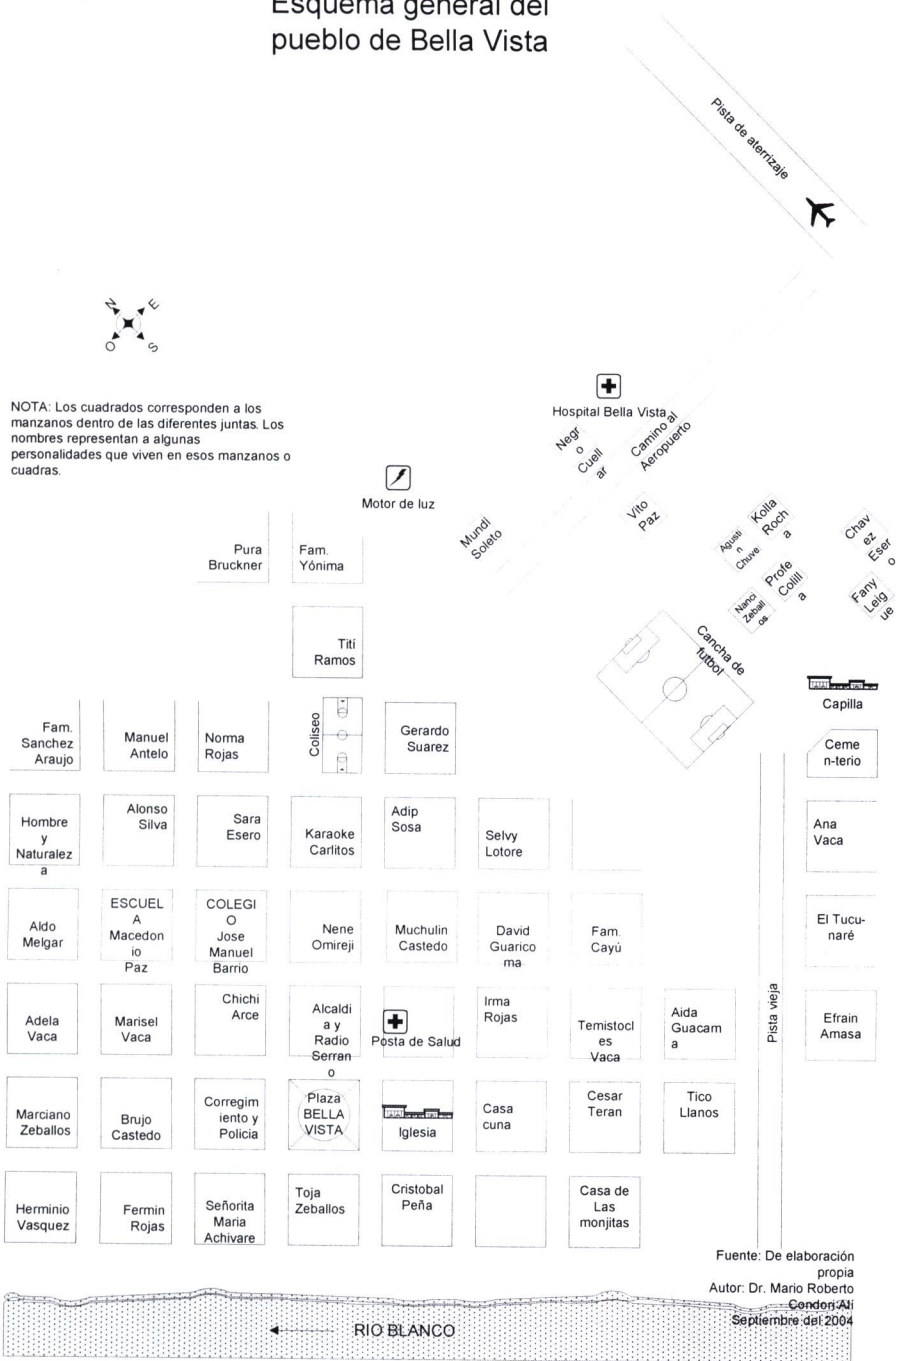 Esquema general del
pueblo de Bella Vista
Pista de aterrizaje
N
E
O
S
NOTA: Los cuadrados corresponden a los
manzanos dentro de las diferentes juntas. Los
nombres representan a algunas
personalidades que viven en esos manzanos o
cuadras.
Hospital Bella Vista
Negr
o
Cuell
ar
Camino al
Aeropuerto
Motor de luz
Mundi
Soleto
Vito
Paz
Agusti
n
Chuve
Kolla
Roch
a
Chav
ez
Eser
o
Pura
Bruckner
Fam.
Yónima
Nanci
Zeball
os
Profe
Colill
a
Fany
Leig
ue
Tití
Ramos
Cancha de
futbol
Capilla
Fam.
Sanchez
Araujo
Manuel
Antelo
Norma
Rojas
Coliseo
Gerardo
Suarez
Ceme
n-terio
Hombre
y
Naturalez
a
Alonso
Silva
Sara
Esero
Karaoke
Carlitos
Adip
Sosa
Selvy
Lotore
Ana
Vaca
Aldo
Melgar
ESCUEL
A
Macedon
io
Paz
COLEGI
O
Jose
Manuel
Barrio
Nene
Omireji
Muchulin
Castedo
David
Guarico
ma
Fam.
Cayú
El Tucu-
naré
Adela
Vaca
Marisel
Vaca
Chichi
Arce
Alcaldi
a y
Radio
Serran
o
Posta de Salud
Irma
Rojas
Temistocl
es
Vaca
Aida
Guacam
a
Pista vieja
Efrain
Amasa
Marciano
Zeballos
Brujo
Castedo
Corregim
iento y
Policia
Plaza
BELLA
VISTA
Iglesia
Casa
cuna
Cesar
Teran
Tico
Llanos
Herminio
Vasquez
Fermin
Rojas
Señorita
Maria
Achivare
Toja
Zeballos
Cristobal
Peña
Casa de
Las
monjitas
Fuente: De elaboración
propia
Autor: Dr. Mario Roberto
Condori Alí
Septiembre del 2004
RIO BLANCO